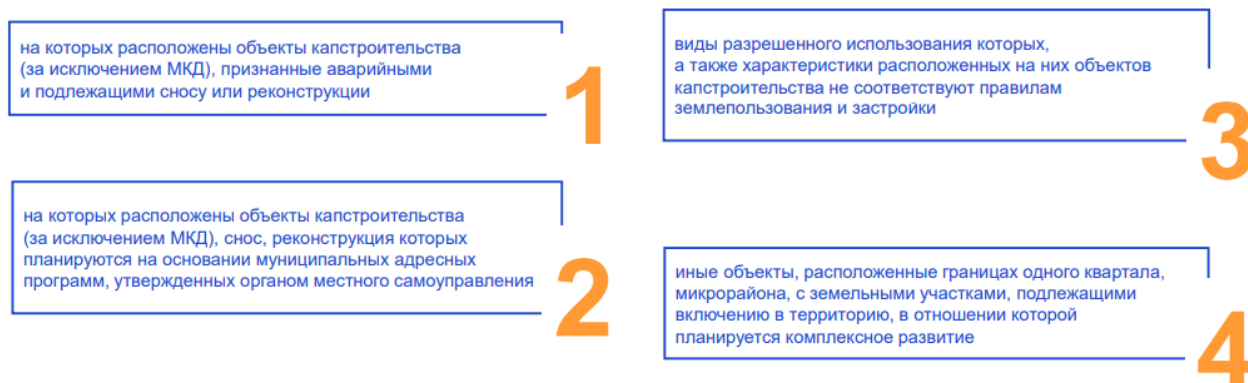 на которых расположены объекты капстроительства
(за исключением МКД), признанные аварийными
и подлежащими сносу или реконструкции
1
на которых расположены объекты капстроительства
(за исключением МКД), снос, реконструкция которых
планируются на основании муниципальных адресных
программ, утвержденных органом местного самоуправления
2
виды разрешенного использования которых,
а также характеристики расположенных на них объектов
капстроительства не соответствуют правилам
землепользования и застройки
3
иные объекты, расположенные границах одного квартала,
микрорайона, с земельными участками, подлежащими
включению в территорию, в отношении которой
планируется комплексное развитие
4